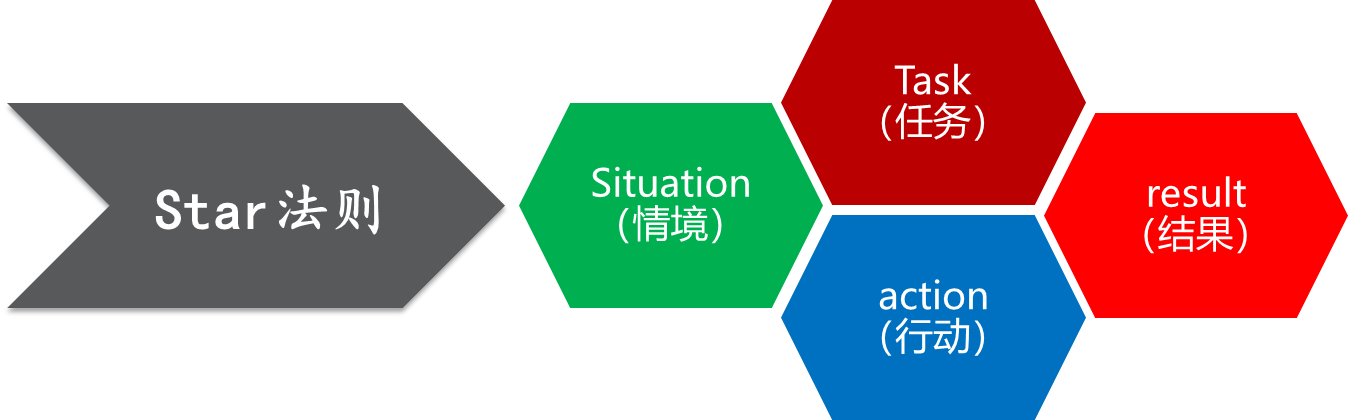 Star法则
Situation
（情境）
Task
（任务）
action
（行动）
result
（结果）